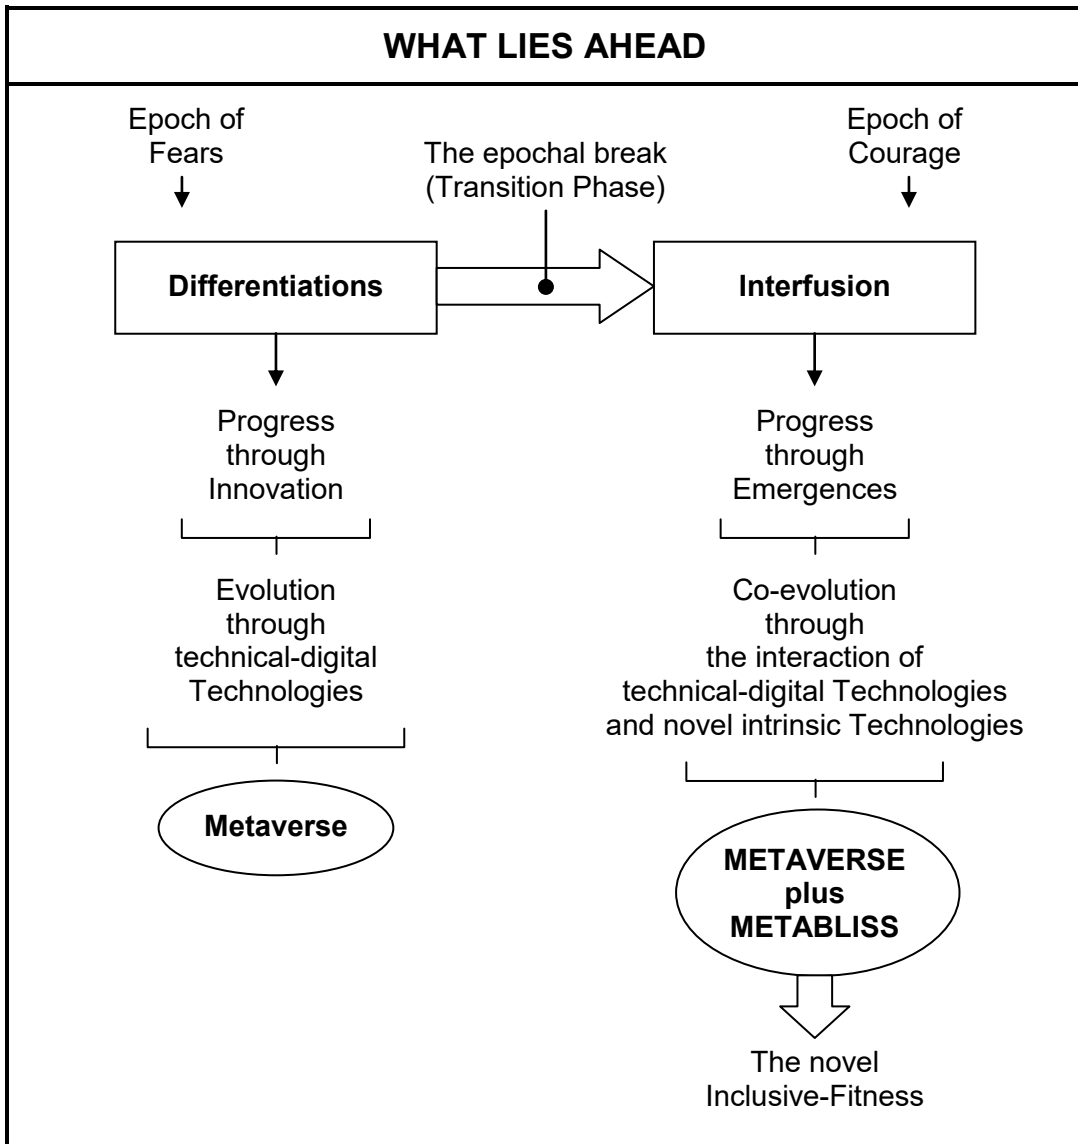 WHAT LIES AHEAD
Epoch of
Fears
The epochal break
(Transition Phase)
Epoch of
Courage
Differentiations
Interfusion
Progress
through
Innovation
Evolution
through
technical-digital
Technologies
Metaverse
Progress
through
Emergences
Co-evolution
through
the interaction of
technical-digital Technologies
and novel intrinsic Technologies
METAVERSE
plus
METABLISS
The novel
Inclusive-Fitness